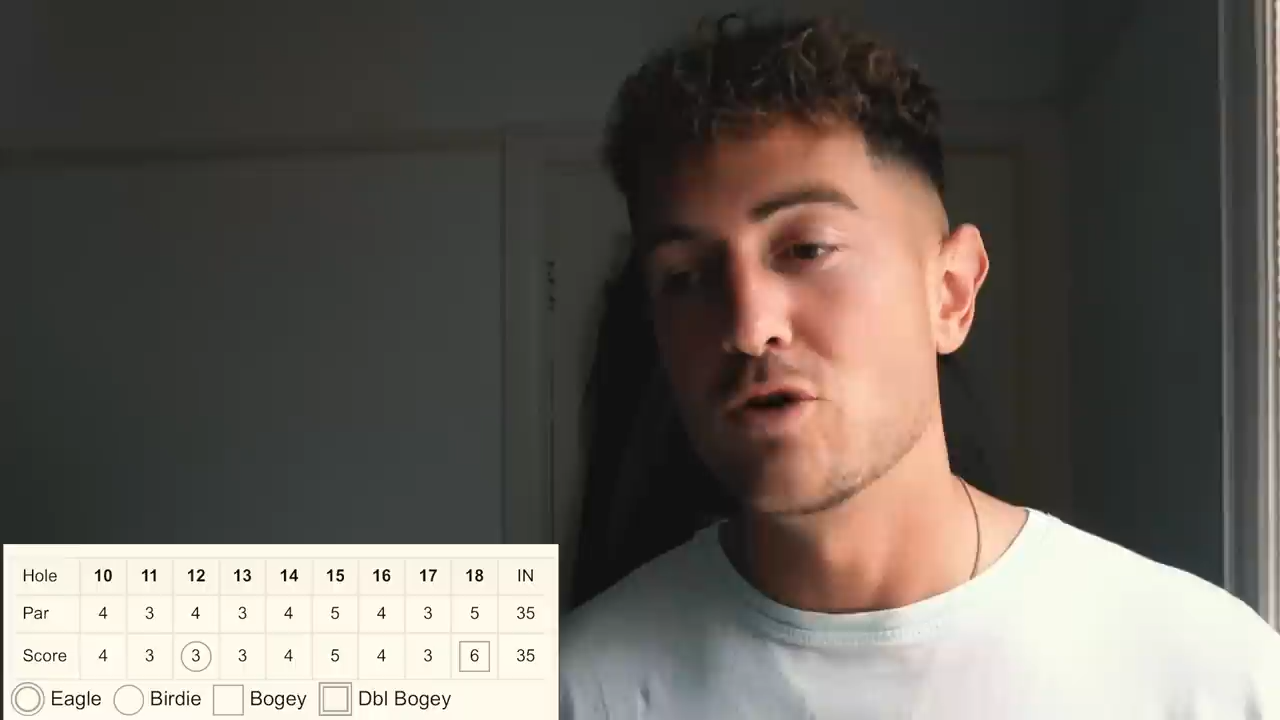 Hole 10 11 12 13 14 15 16 17 18 IN
Par 4 3 4 3 4 5 4 3 5 35
Score 4 3 3 3 4 5 4 3 6 35
Eagle Birdie Bogey Dbl Bogey